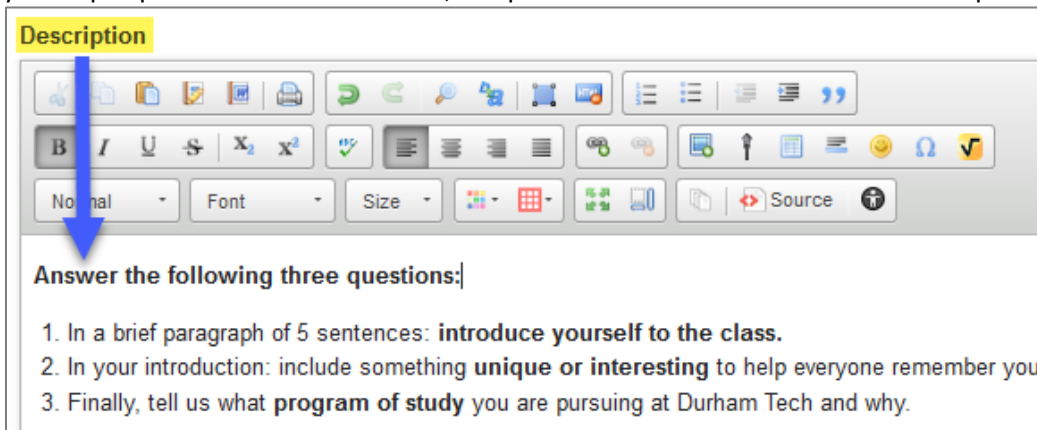 Description
B I U S X₂ x²
Normal Font Size Source
Answer the following three questions:
1. In a brief paragraph of 5 sentences: introduce yourself to the class.
2. In your introduction: include something unique or interesting to help everyone remember you
3. Finally, tell us what program of study you are pursuing at Durham Tech and why.